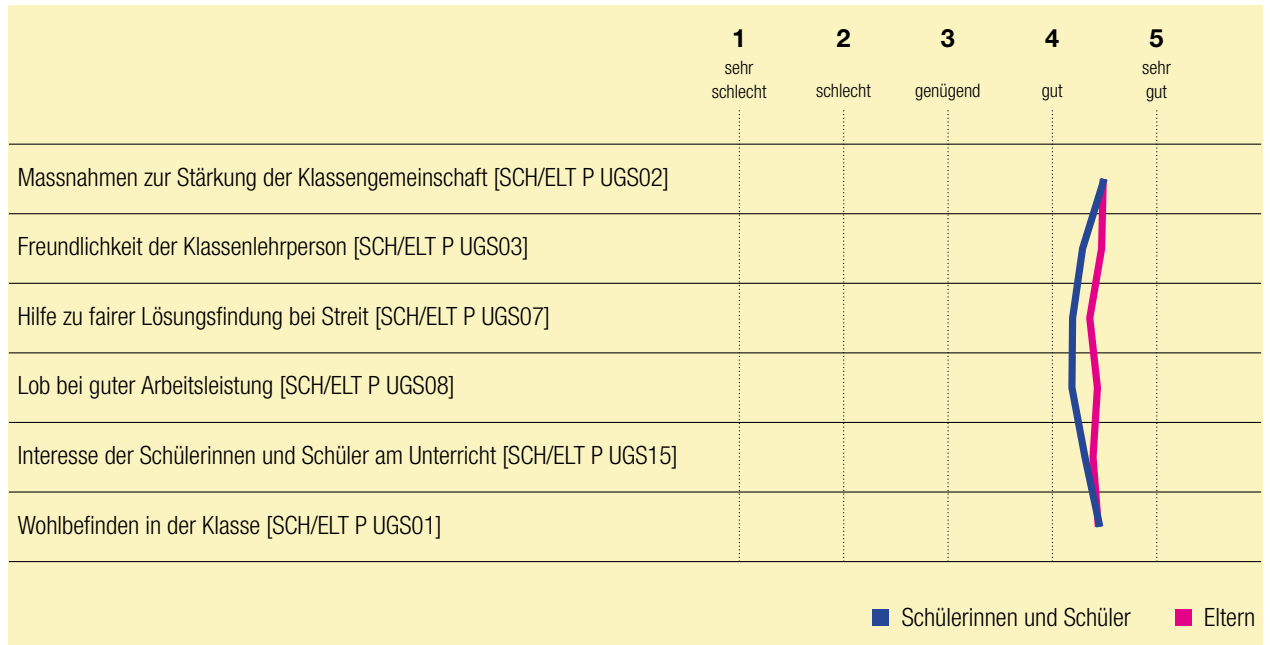 1 2 3 4 5
sehr sehr
schlecht schlecht genügend gut gut
Massnahmen zur Stärkung der Klassengemeinschaft [SCH/ELT P UGS02]
Freundlichkeit der Klassenlehrperson [SCH/ELT P UGS03]
Hilfe zu fairer Lösungsfindung bei Streit [SCH/ELT P UGS07]
Lob bei guter Arbeitsleistung [SCH/ELT P UGS08]
Interesse der Schülerinnen und Schüler am Unterricht [SCH/ELT P UGS15]
Wohlbefinden in der Klasse [SCH/ELT P UGS01]
Schülerinnen und Schüler Eltern